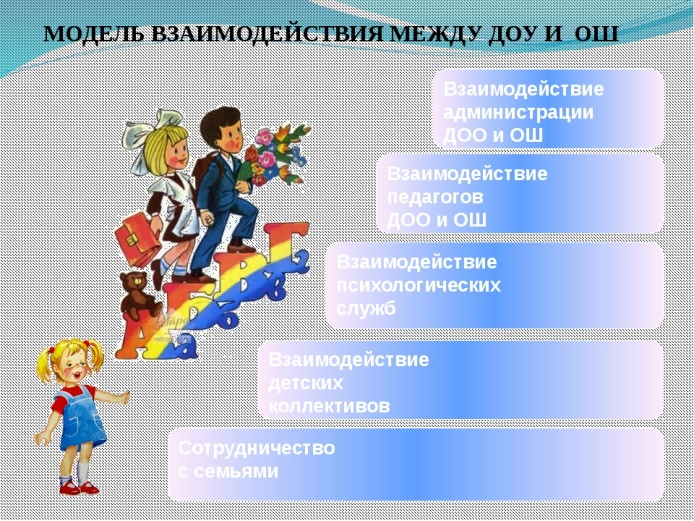 МОДЕЛЬ ВЗАИМОДЕЙСТВИЯ МЕЖДУ ДОУ И ОШ
Взаимодействие
администрации
ДОО и ОШ
Взаимодействие
педагогов
ДОО и ОШ
Взаимодействие
психологических
служб
Взаимодействие
детских
коллективов
Сотрудничество
с семьями